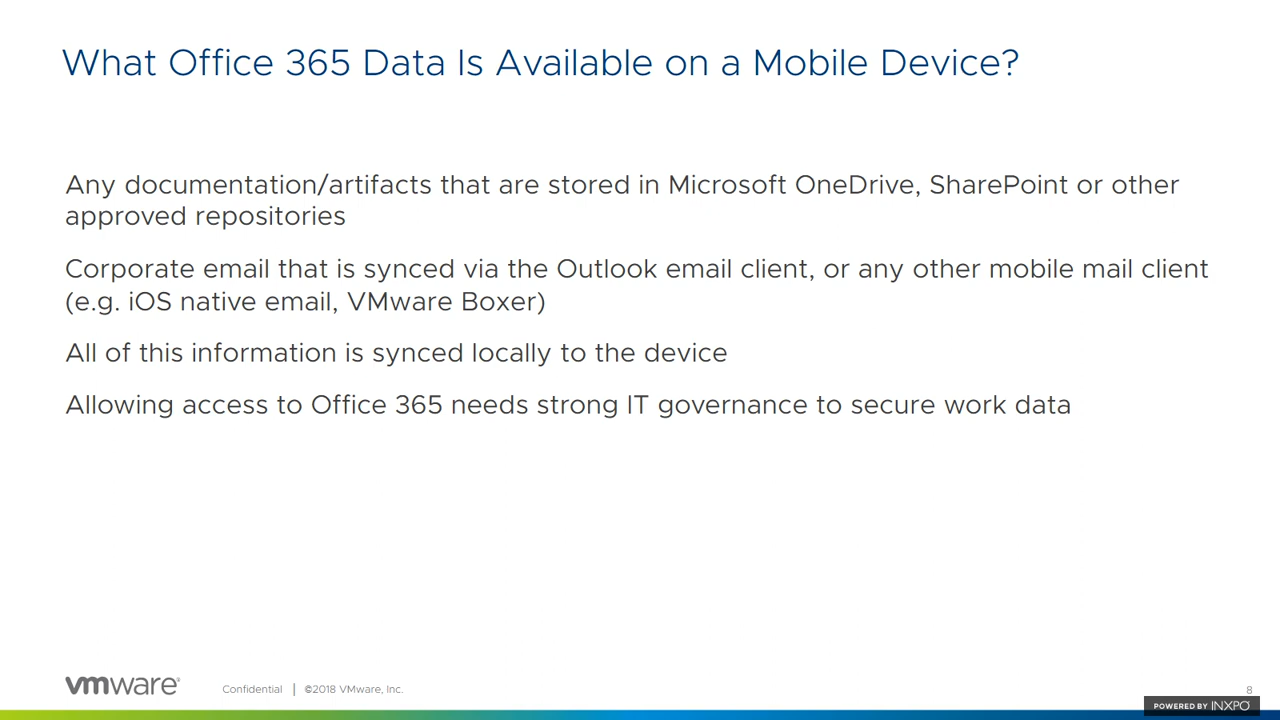 What Office 365 Data Is Available on a Mobile Device?
Any documentation/artifacts that are stored in Microsoft OneDrive, SharePoint or other
approved repositories
Corporate email that is synced via the Outlook email client, or any other mobile mail client
(e.g. iOS native email, VMware Boxer)
All of this information is synced locally to the device
Allowing access to Office 365 needs strong IT governance to secure work data
vmware®
Confidential | ©2018 VMware, Inc.
8
POWERED BY INXPO